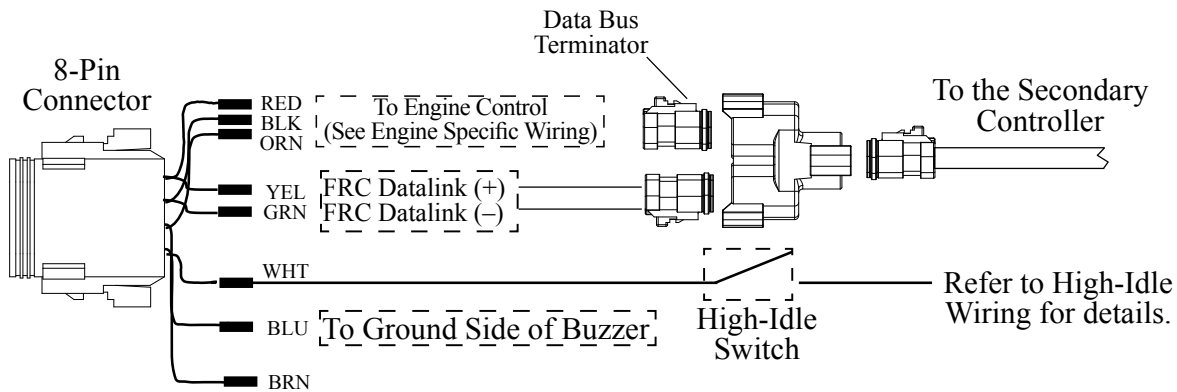 Data Bus
Terminator
8-Pin
Connector
To the Secondary
Controller
RED
BLK
ORN
To Engine Control
(See Engine Specific Wiring)
YEL
GRN
FRC Datalink (+)
FRC Datalink (–)
WHT
High-Idle
Switch
Refer to High-Idle
Wiring for details.
BLU
To Ground Side of Buzzer
BRN